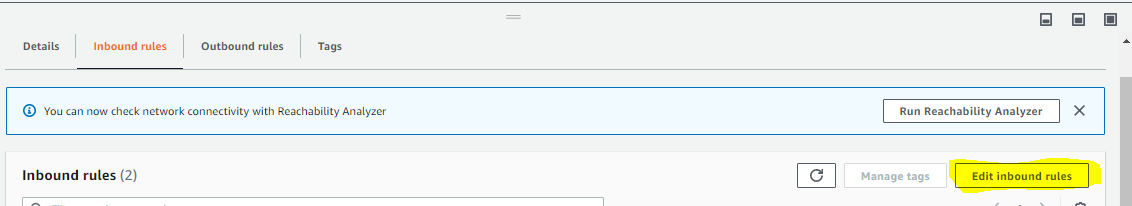 Details Inbound rules Outbound rules Tags
You can now check network connectivity with Reachability Analyzer Run Reachability Analyzer
Inbound rules (2) Manage tags Edit inbound rules